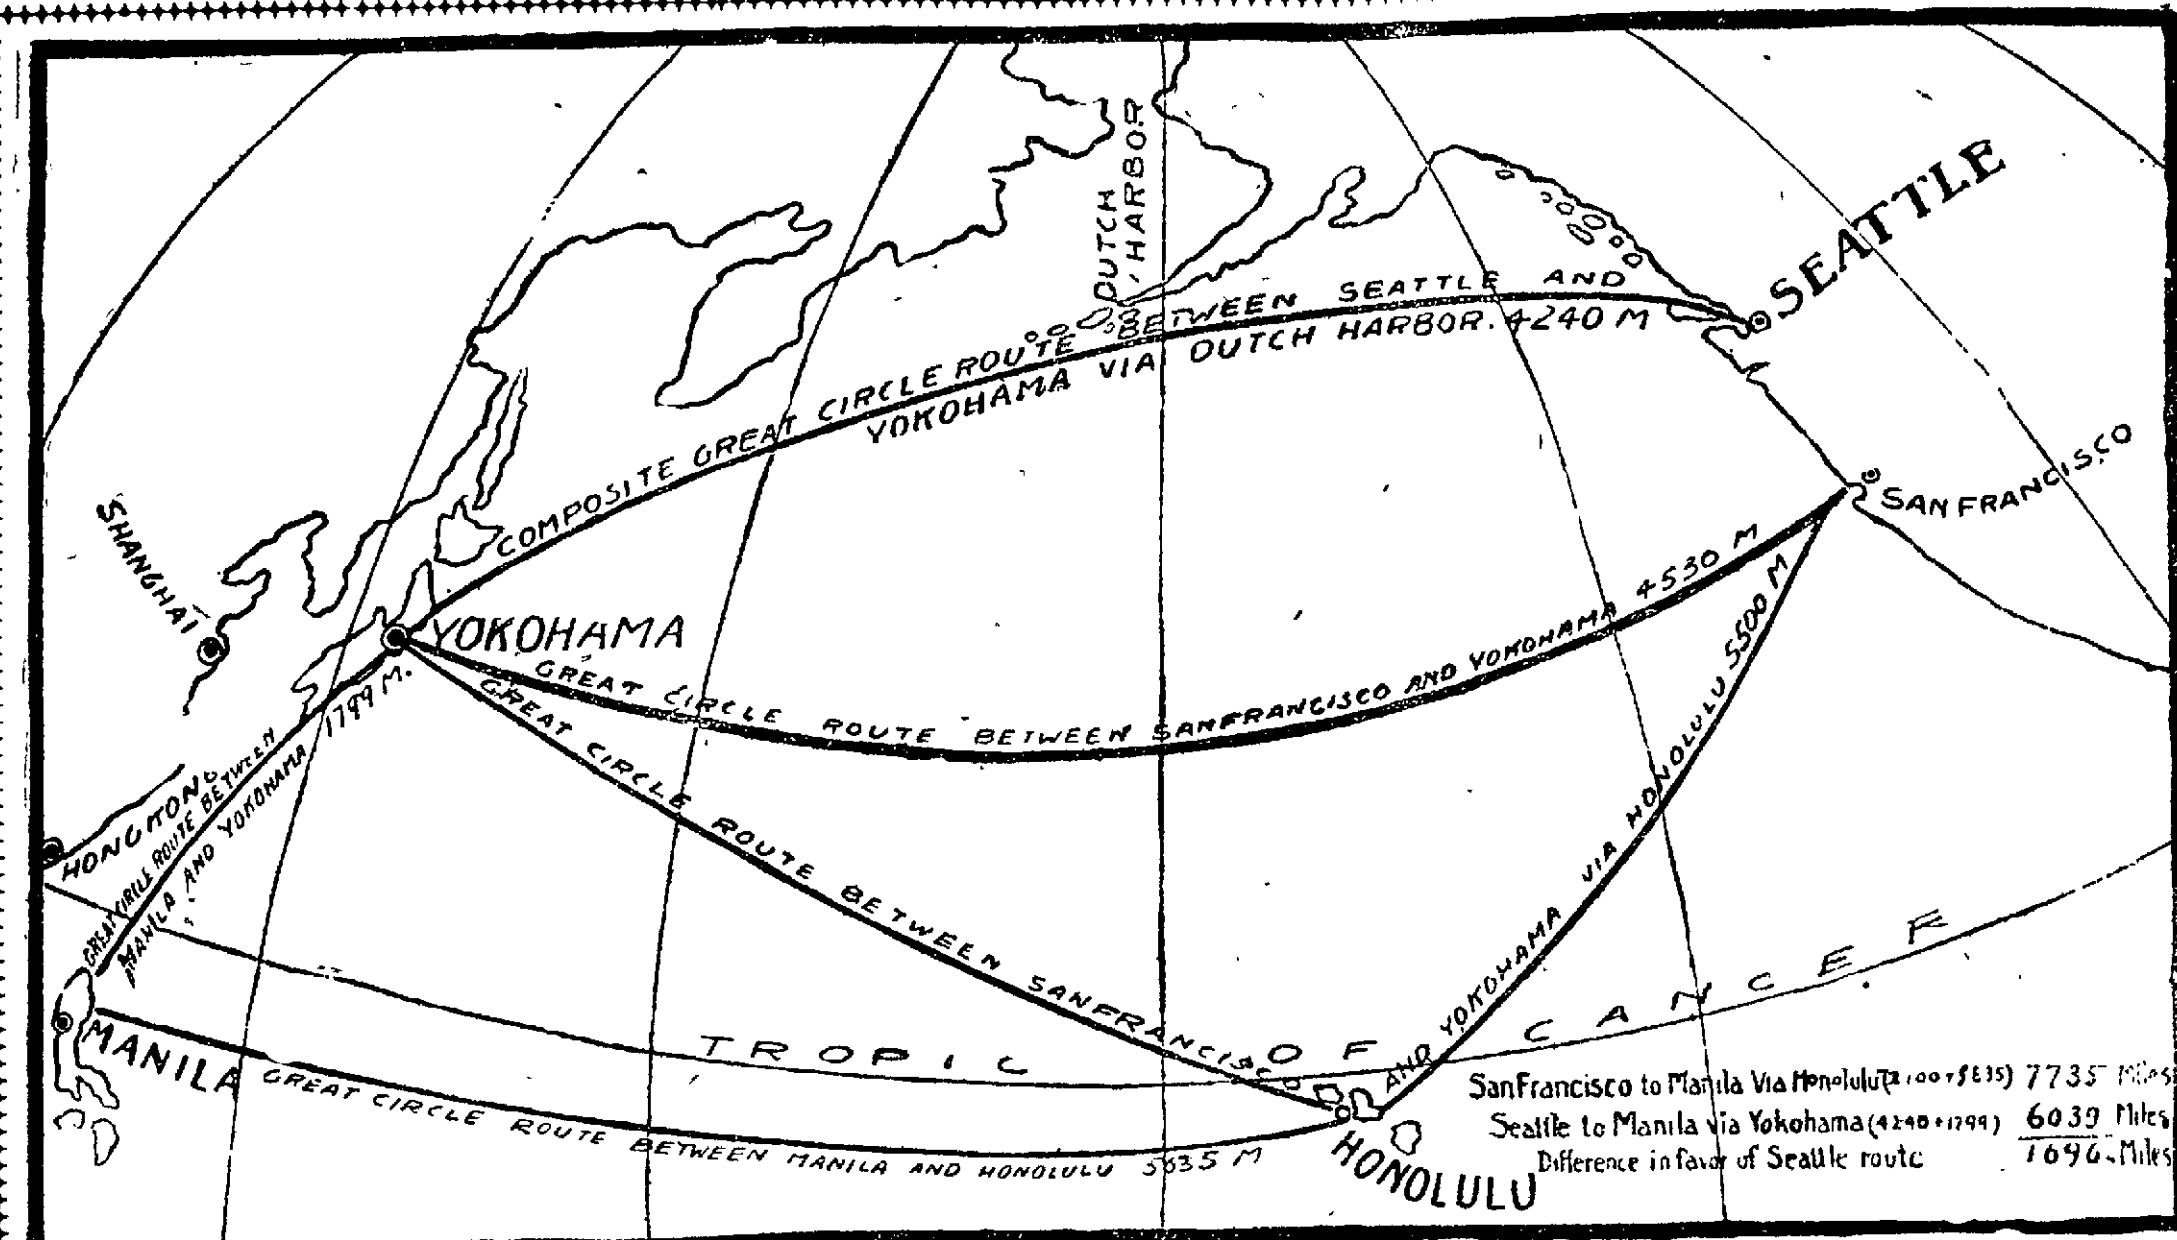 DUTCH
HARBOR
SEATTLE
COMPOSITE GREAT CIRCLE ROUTE BETWEEN SEATTLE AND
YOKOHAMA VIA DUTCH HARBOR. 4240 M
SAN FRANCISCO
SHANGHAI
YOKOHAMA
GREAT CIRCLE ROUTE BETWEEN SANFRANCISCO AND YOKOHAMA 4530 M
GREAT CIRCLE ROUTE BETWEEN SANFRANCISCO
AND YOKOHAMA VIA HONOLULU 5500 M
HONGKONG
GREAT CIRCLE ROUTE BETWEEN
MANILA AND YOKOHAMA 1799 M.
TROPIC OF CANCER
MANILA
GREAT CIRCLE ROUTE BETWEEN MANILA AND HONOLULU 5635 M
HONOLULU
SanFrancisco to Manila Via Honolulu (2100+5635) 7735 Miles
Seattle to Manila via Yokohama (4240+1799) 6039 Miles
Difference in favor of Seattle route 1696 Miles